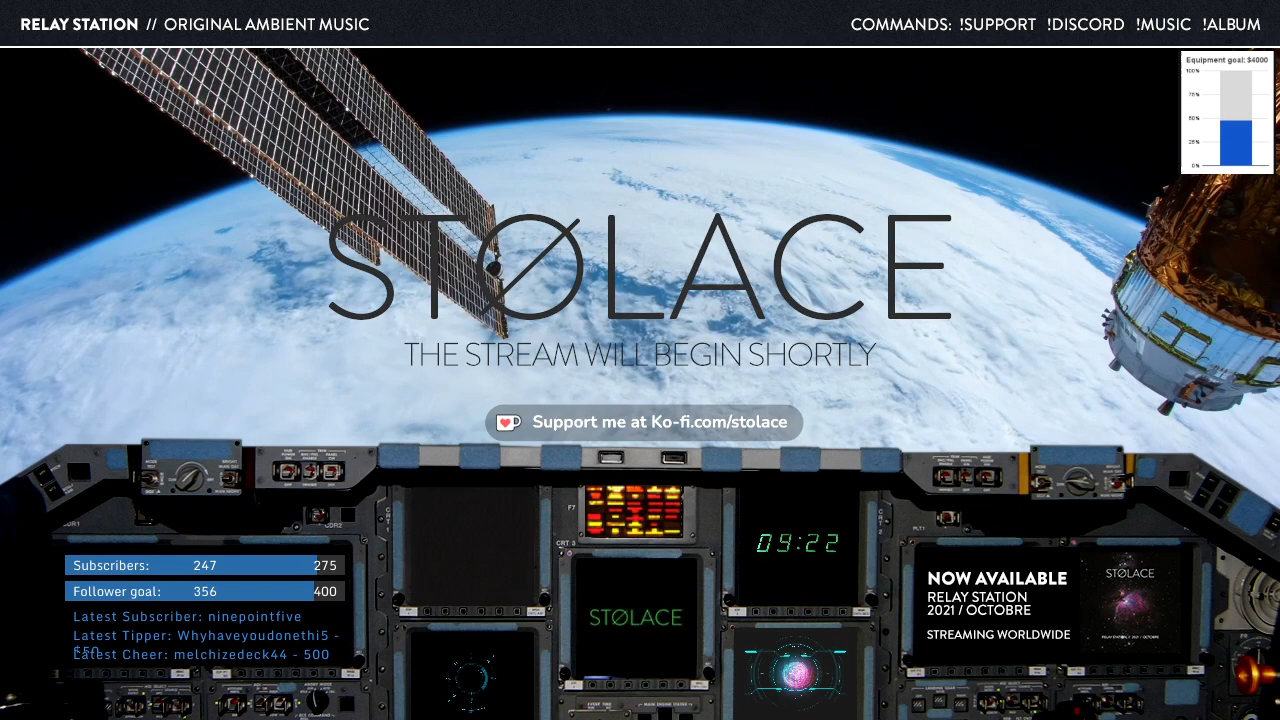 RELAY STATION // ORIGINAL AMBIENT MUSIC
COMMANDS: !SUPPORT !DISCORD !MUSIC !ALBUM
Equipment goal: $4000
100%
75%
50%
25%
0%
STØLACE
THE STREAM WILL BEGIN SHORTLY
Support me at Ko-fi.com/stolace
F7
CRT 3
09:22
STØLACE
Subscribers: 247 275
Follower goal: 356 400
Latest Subscriber: ninepointfive
Latest Tipper: Whyhaveyoudonethi5 -
Latest Cheer: melchizedeck44 - 500
NOW AVAILABLE
RELAY STATION
2021 / OCTOBRE
STREAMING WORLDWIDE
STØLACE